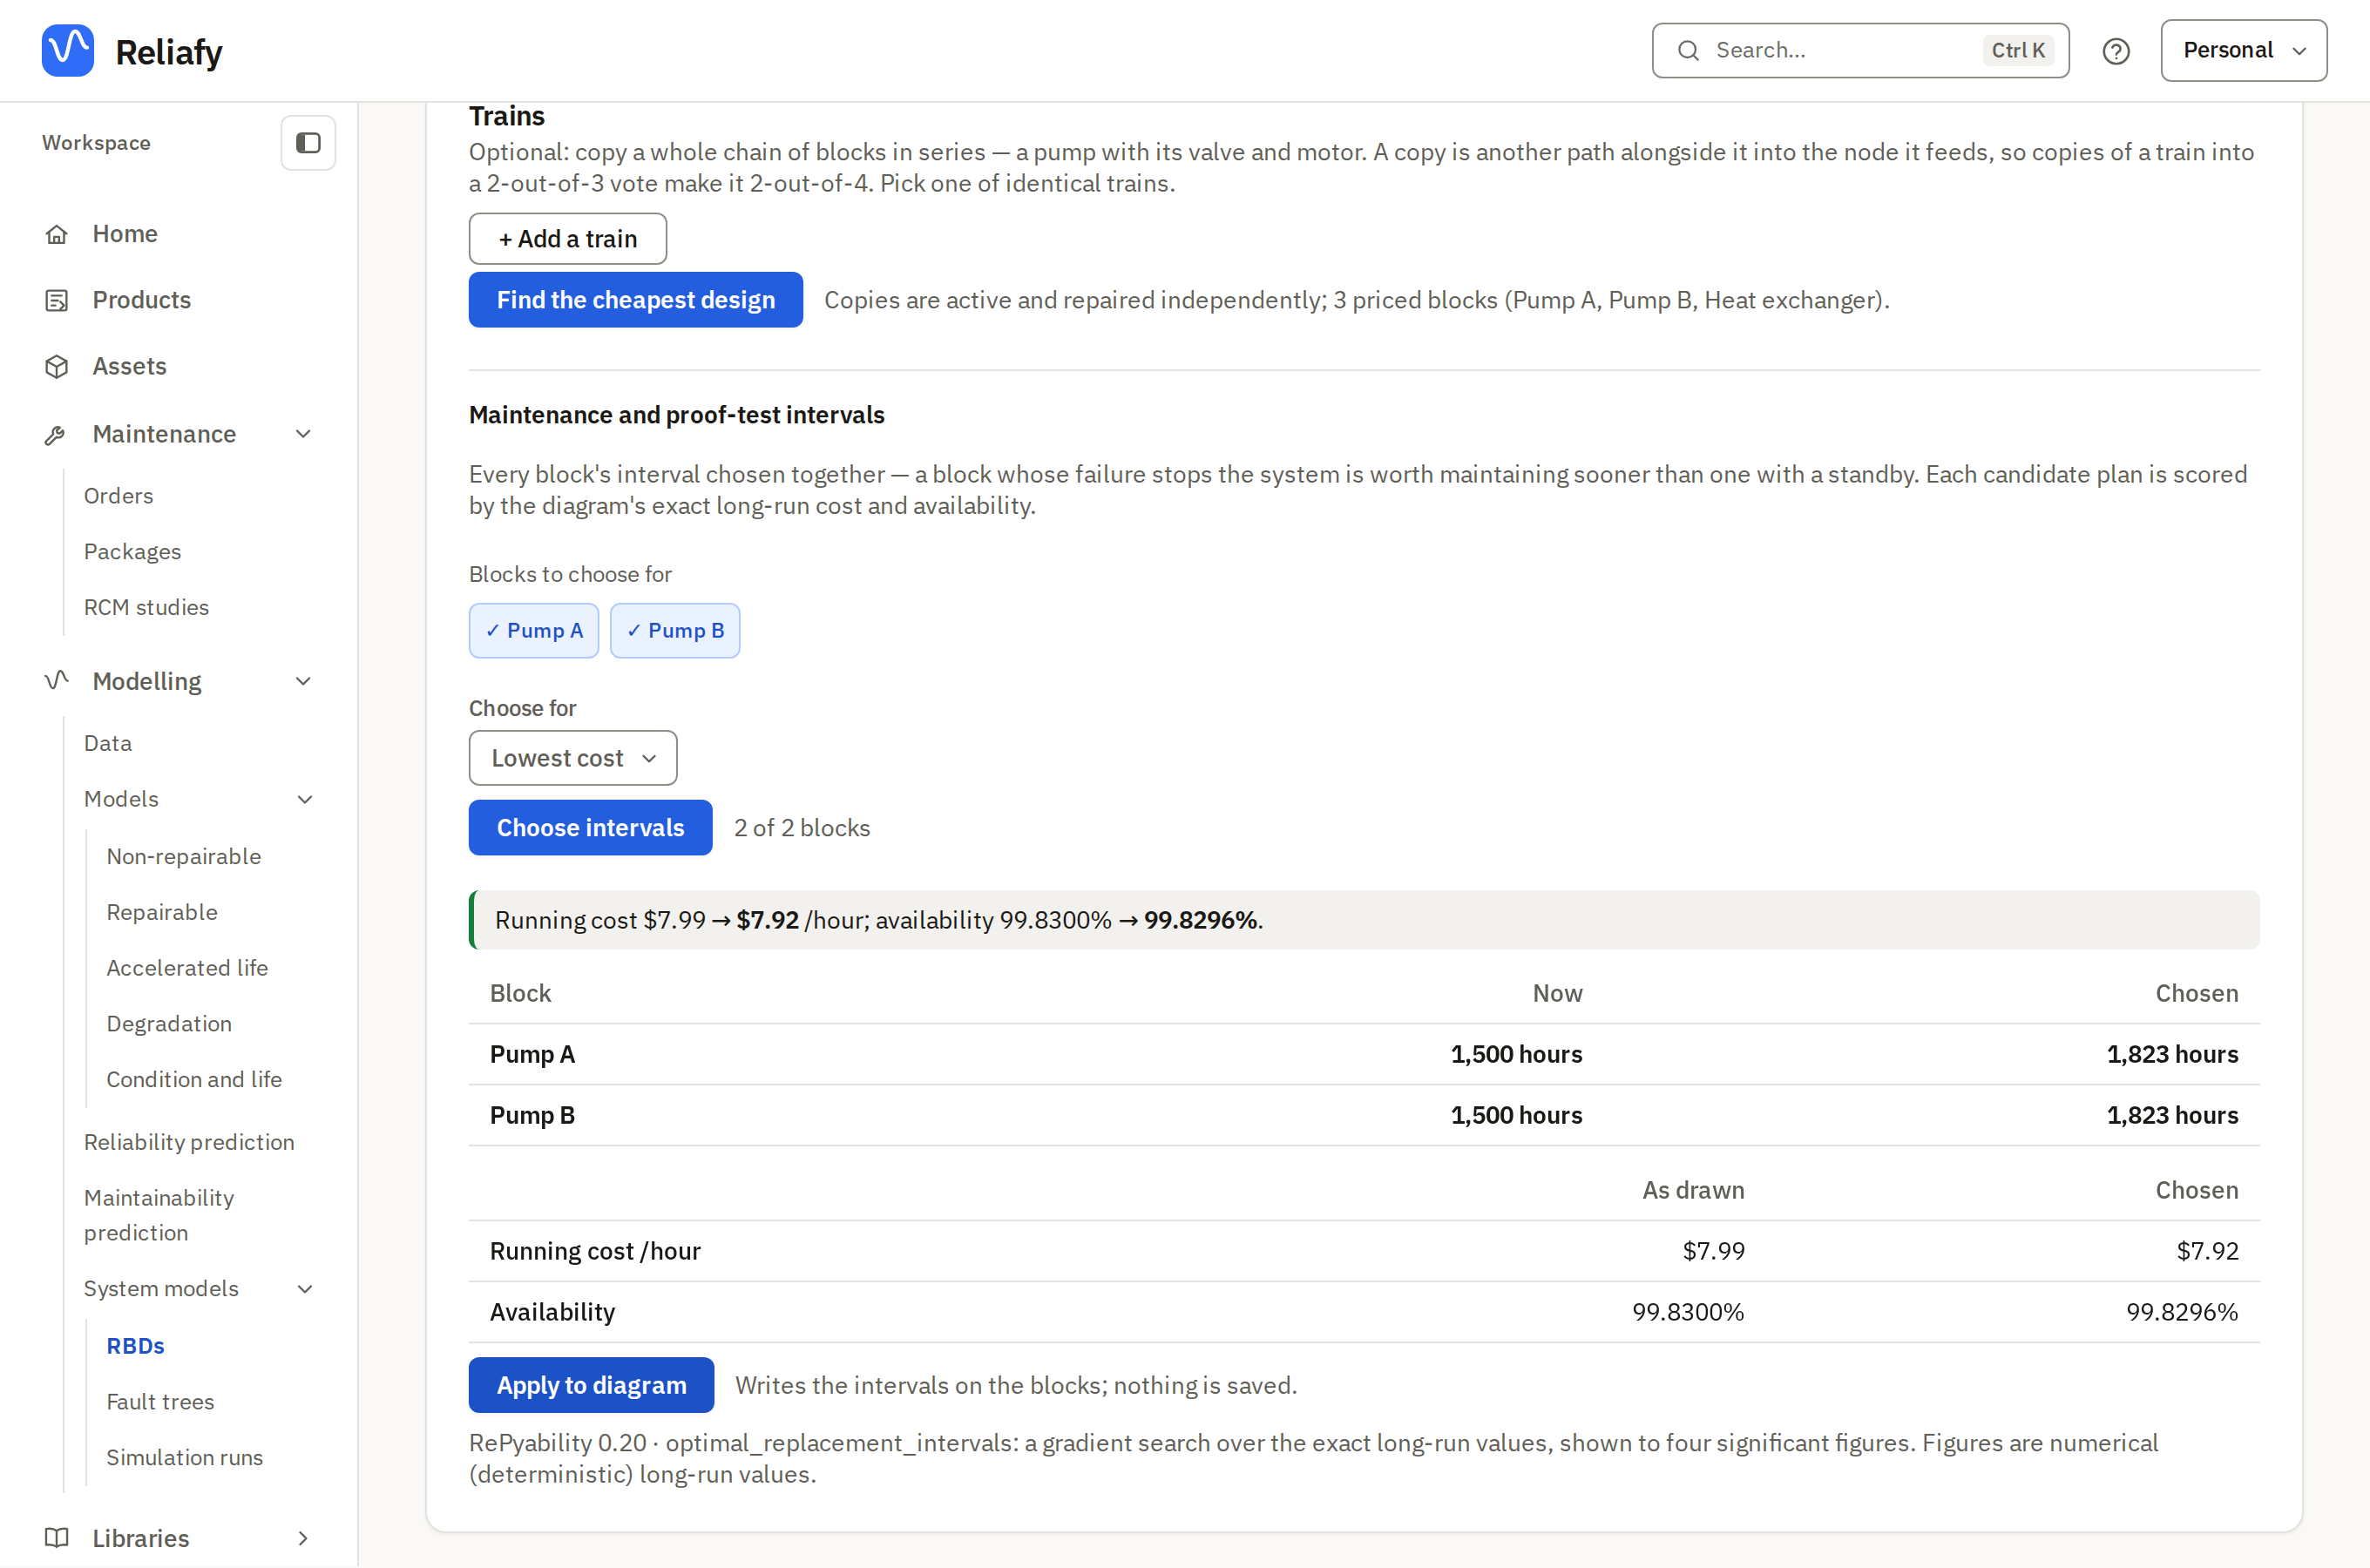 Reliafy
Search...
Ctrl K
Personal
Workspace
Home
Products
Assets
Maintenance
Orders
Packages
RCM studies
Modelling
Data
Models
Non-repairable
Repairable
Accelerated life
Degradation
Condition and life
Reliability prediction
Maintainability
prediction
System models
RBDs
Fault trees
Simulation runs
Libraries
Trains
Optional: copy a whole chain of blocks in series — a pump with its valve and motor. A copy is another path alongside it into the node it feeds, so copies of a train into
a 2-out-of-3 vote make it 2-out-of-4. Pick one of identical trains.
+ Add a train
Find the cheapest design
Copies are active and repaired independently; 3 priced blocks (Pump A, Pump B, Heat exchanger).
Maintenance and proof-test intervals
Every block's interval chosen together — a block whose failure stops the system is worth maintaining sooner than one with a standby. Each candidate plan is scored
by the diagram's exact long-run cost and availability.
Blocks to choose for
✓ Pump A
✓ Pump B
Choose for
Lowest cost
Choose intervals
2 of 2 blocks
Running cost $7.99 → $7.92 /hour; availability 99.8300% → 99.8296%.
Block Now Chosen
Pump A 1,500 hours 1,823 hours
Pump B 1,500 hours 1,823 hours
As drawn Chosen
Running cost /hour $7.99 $7.92
Availability 99.8300% 99.8296%
Apply to diagram
Writes the intervals on the blocks; nothing is saved.
RePyability 0.20 · optimal_replacement_intervals: a gradient search over the exact long-run values, shown to four significant figures. Figures are numerical
(deterministic) long-run values.